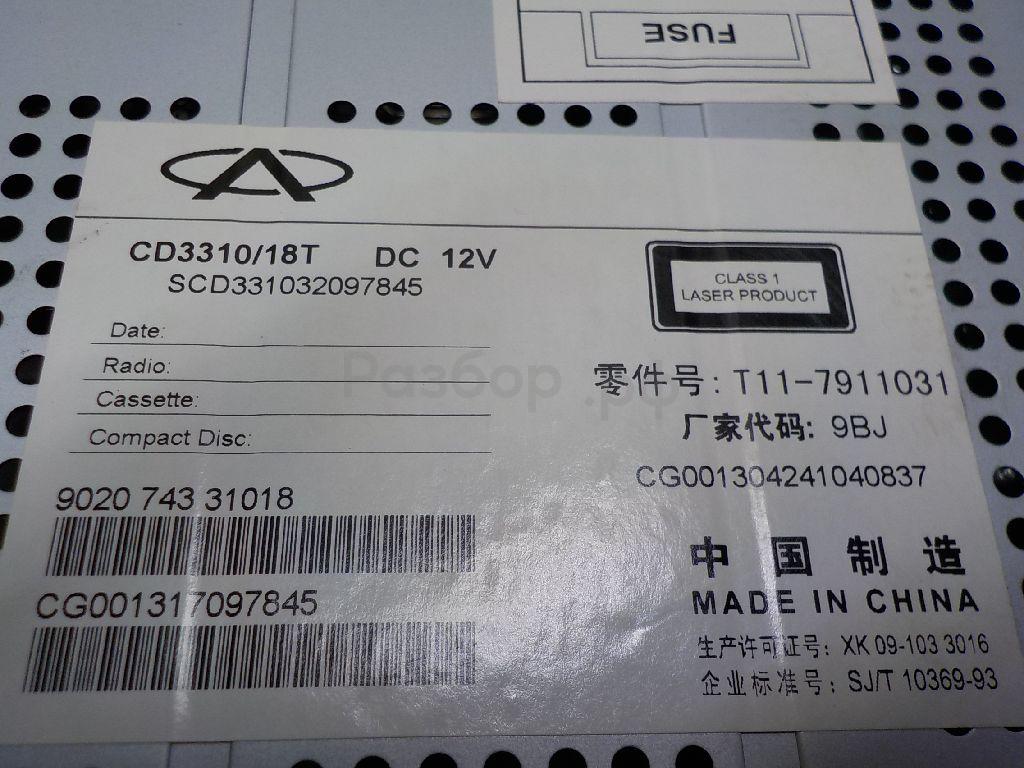 FUSE
CD3310/18T DC 12V
SCD331032097845
CLASS 1
LASER PRODUCT
Date:
Radio:
Cassette:
Compact Disc:
Разбор.рф
零件号: T11-7911031
厂家代码: 9BJ
CG001304241040837
9020 743 31018
CG001317097845
中国制造
MADE IN CHINA
生产许可证号: XK 09-103 3016
企业标准号: SJ/T 10369-93